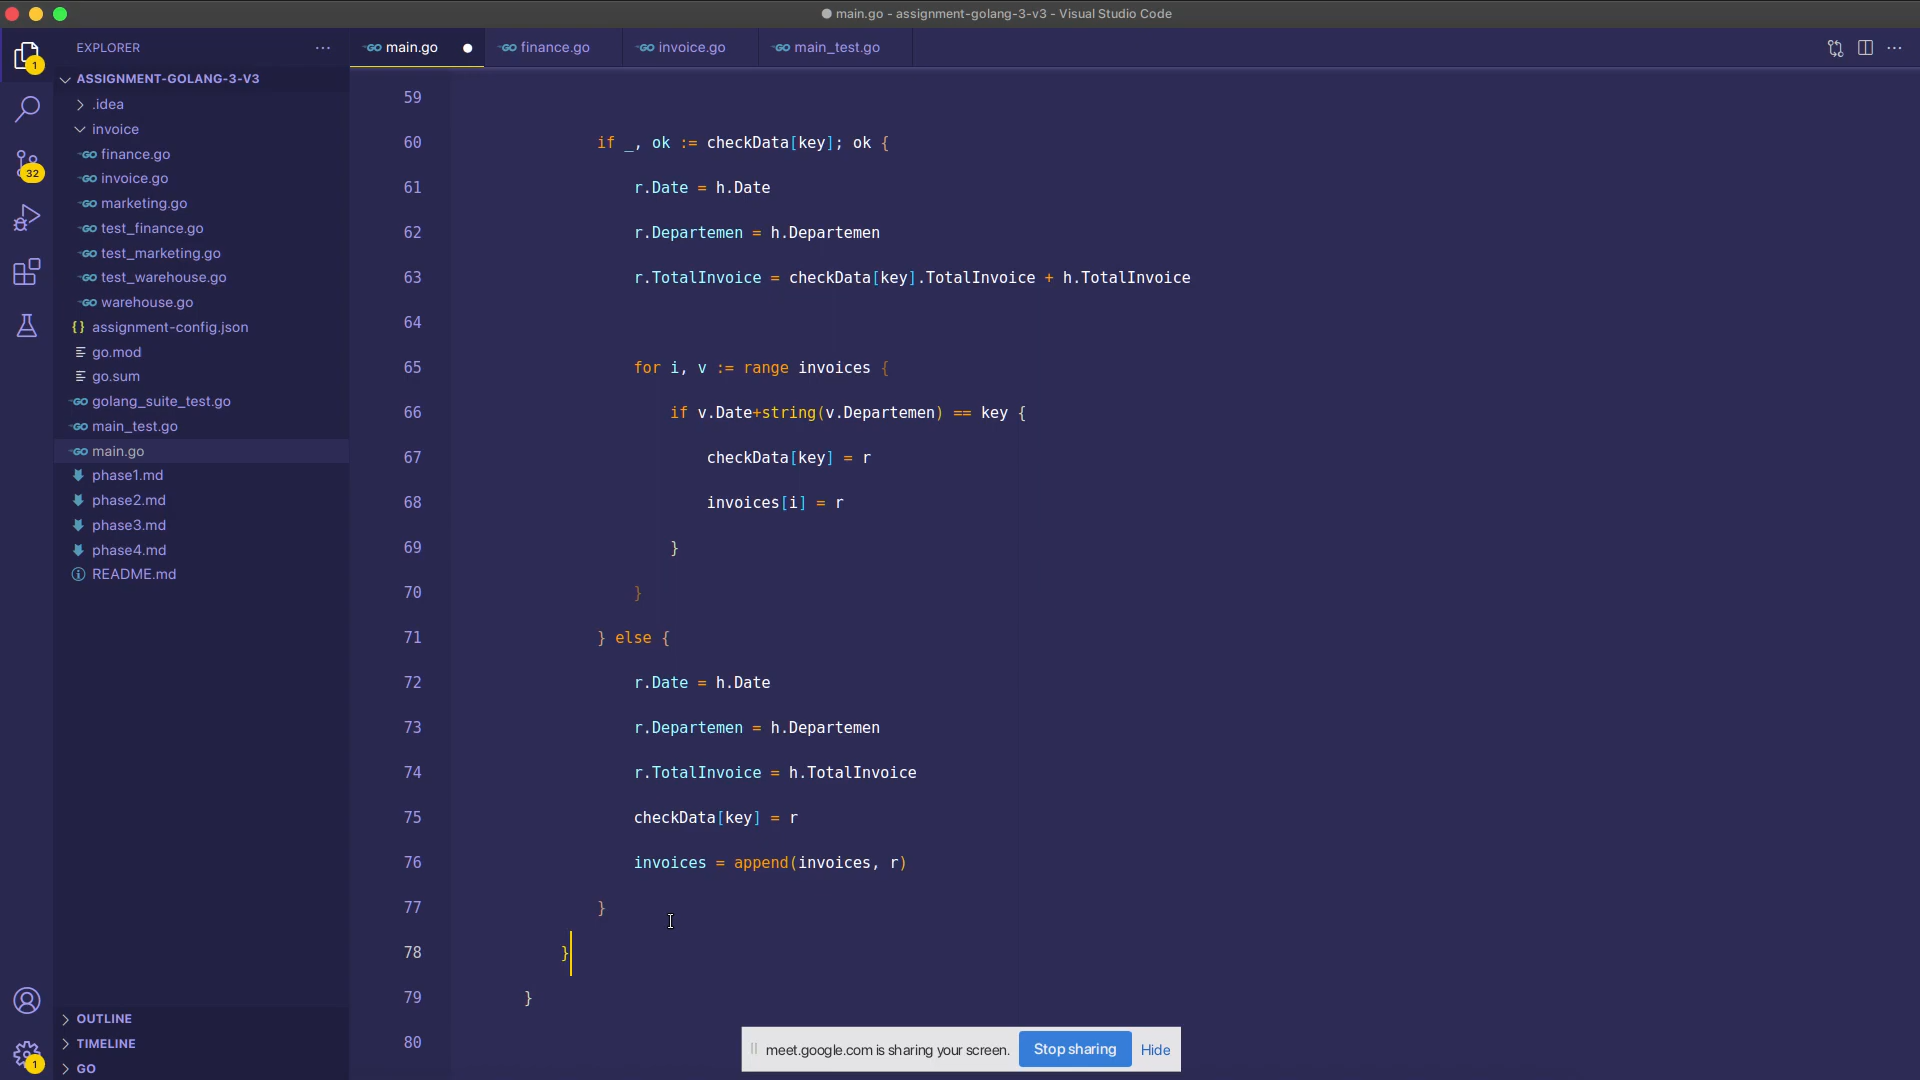 main.go - assignment-golang-3-v3 - Visual Studio Code
EXPLORER
main.go
finance.go
invoice.go
main_test.go
1
ASSIGNMENT-GOLANG-3-V3
.idea
invoice
finance.go
invoice.go
marketing.go
test_finance.go
test_marketing.go
test_warehouse.go
warehouse.go
assignment-config.json
go.mod
go.sum
golang_suite_test.go
main_test.go
main.go
phase1.md
phase2.md
phase3.md
phase4.md
README.md
32
OUTLINE
TIMELINE
GO
1
59
60 if _, ok := checkData[key]; ok {
61 r.Date = h.Date
62 r.Departemen = h.Departemen
63 r.TotalInvoice = checkData[key].TotalInvoice + h.TotalInvoice
64
65 for i, v := range invoices {
66 if v.Date+string(v.Departemen) == key {
67 checkData[key] = r
68 invoices[i] = r
69 }
70 }
71 } else {
72 r.Date = h.Date
73 r.Departemen = h.Departemen
74 r.TotalInvoice = h.TotalInvoice
75 checkData[key] = r
76 invoices = append(invoices, r)
77 }
78 }
79 }
80
meet.google.com is sharing your screen.
Stop sharing
Hide